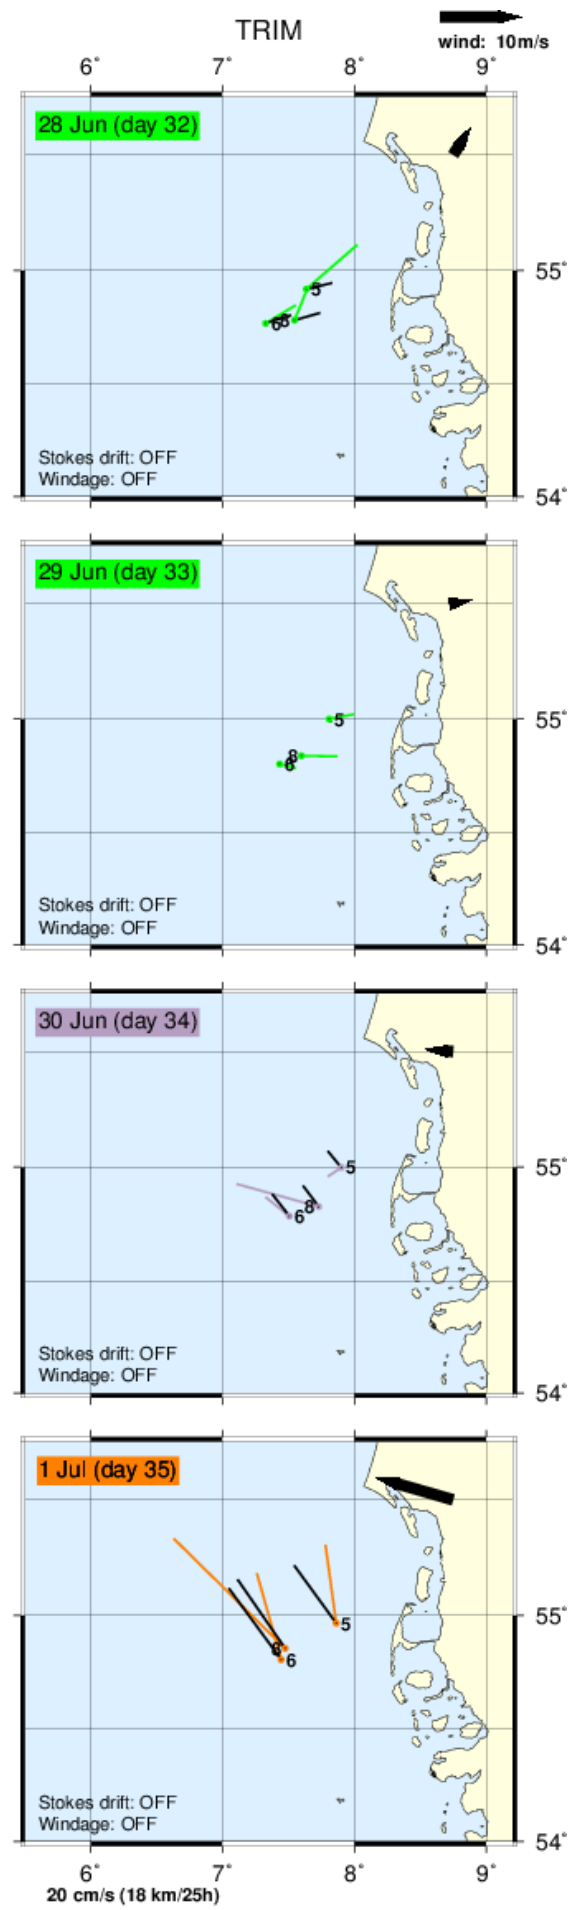 TRIM
wind: 10m/s
6° 7° 8° 9°
28 Jun (day 32)
55°
5
6 8
Stokes drift: OFF
Windage: OFF
54°
29 Jun (day 33)
55°
5
8
6
Stokes drift: OFF
Windage: OFF
54°
30 Jun (day 34)
55°
5
8
6
Stokes drift: OFF
Windage: OFF
54°
1 Jul (day 35)
55°
5
8
6
Stokes drift: OFF
Windage: OFF
54°
6° 7° 8° 9°
20 cm/s (18 km/25h)